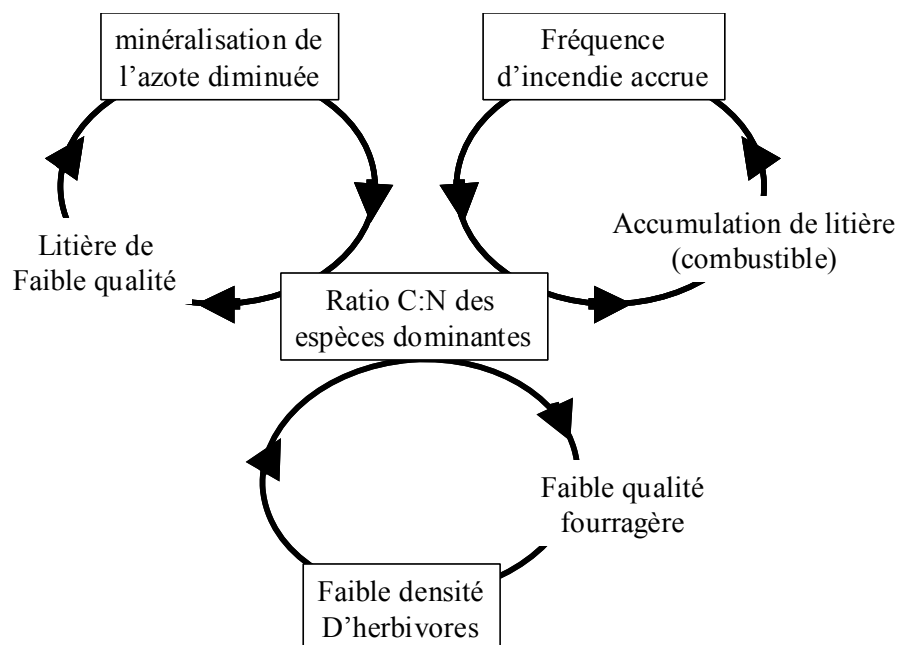 minéralisation de
l'azote diminuée
Fréquence
d'incendie accrue
Litière de
Faible qualité
Accumulation de litière
(combustible)
Ratio C:N des
espèces dominantes
Faible qualité
fourragère
Faible densité
D'herbivores